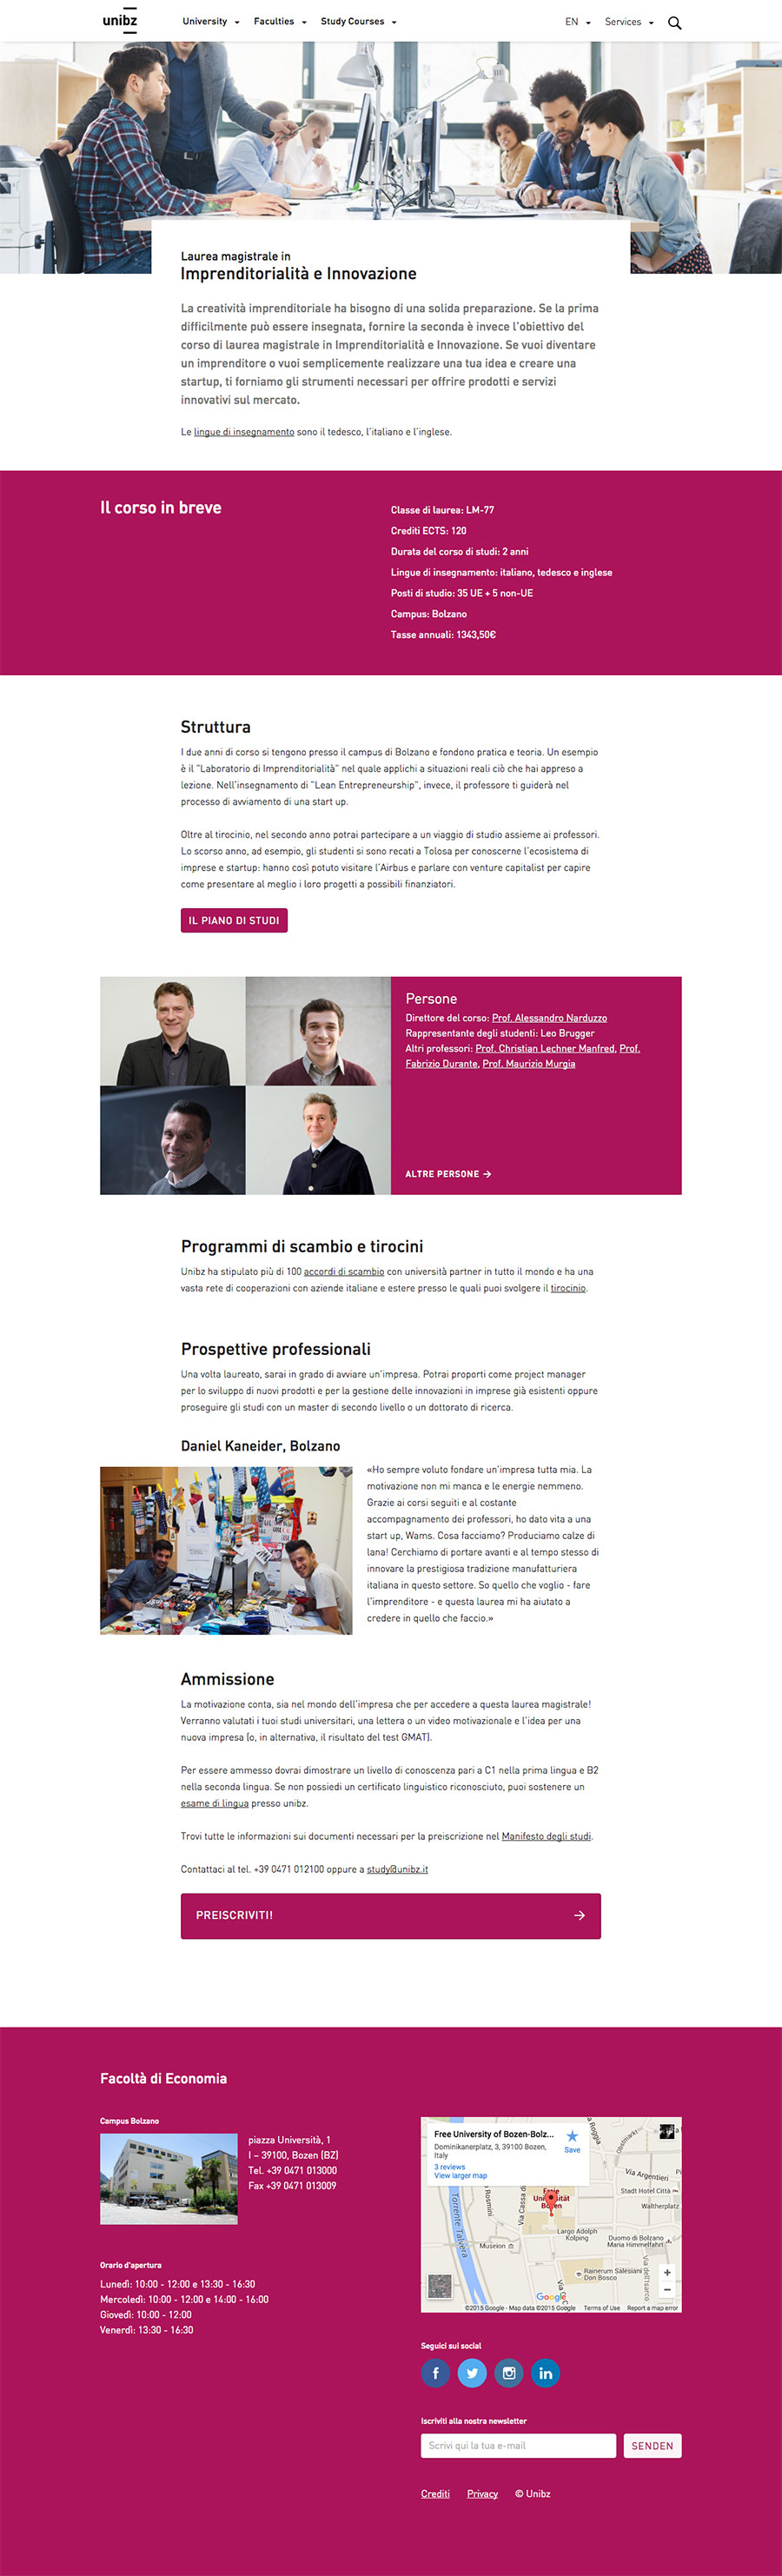 unibz
University
Faculties
Study Courses
EN
Services
Laurea magistrale in
Imprenditorialità e Innovazione
La creatività imprenditoriale ha bisogno di una solida preparazione. Se la prima
difficilmente può essere insegnata, fornire la seconda è invece l'obiettivo del
corso di laurea magistrale in Imprenditorialità e Innovazione. Se vuoi diventare
un imprenditore o vuoi semplicemente realizzare una tua idea e creare una
startup, ti forniamo gli strumenti necessari per offrire prodotti e servizi
innovativi sul mercato.
Le lingue di insegnamento sono il tedesco, l'italiano e l'inglese.
Il corso in breve
Classe di laurea: LM-77
Crediti ECTS: 120
Durata del corso di studi: 2 anni
Lingue di insegnamento: italiano, tedesco e inglese
Posti di studio: 35 UE + 5 non-UE
Campus: Bolzano
Tasse annuali: 1343,50€
Struttura
I due anni di corso si tengono presso il campus di Bolzano e fondono pratica e teoria. Un esempio
è il "Laboratorio di Imprenditorialità" nel quale applichi a situazioni reali ciò che hai appreso a
lezione. Nell'insegnamento di "Lean Entrepreneurship", invece, il professore ti guiderà nel
processo di avviamento di una start up.
Oltre al tirocinio, nel secondo anno potrai partecipare a un viaggio di studio assieme ai professori.
Lo scorso anno, ad esempio, gli studenti si sono recati a Tolosa per conoscerne l'ecosistema di
imprese e startup: hanno così potuto visitare l'Airbus e parlare con venture capitalist per capire
come presentare al meglio i loro progetti a possibili finanziatori.
IL PIANO DI STUDI
Persone
Direttore del corso: Prof. Alessandro Narduzzo
Rappresentante degli studenti: Leo Brugger
Altri professori: Prof. Christian Lechner Manfred, Prof.
Fabrizio Durante, Prof. Maurizio Murgia
ALTRE PERSONE →
Programmi di scambio e tirocini
Unibz ha stipulato più di 100 accordi di scambio con università partner in tutto il mondo e ha una
vasta rete di cooperazioni con aziende italiane e estere presso le quali puoi svolgere il tirocinio.
Prospettive professionali
Una volta laureato, sarai in grado di avviare un'impresa. Potrai proporti come project manager
per lo sviluppo di nuovi prodotti e per la gestione delle innovazioni in imprese già esistenti oppure
proseguire gli studi con un master di secondo livello o un dottorato di ricerca.
Daniel Kaneider, Bolzano
«Ho sempre voluto fondare un'impresa tutta mia. La
motivazione non mi manca e le energie nemmeno.
Grazie ai corsi seguiti e al costante
accompagnamento dei professori, ho dato vita a una
start up, Wams. Cosa facciamo? Produciamo calze di
lana! Cerchiamo di portare avanti e al tempo stesso di
innovare la prestigiosa tradizione manufatturiera
italiana in questo settore. So quello che voglio - fare
l'imprenditore - e questa laurea mi ha aiutato a
credere in quello che faccio.»
Ammissione
La motivazione conta, sia nel mondo dell'impresa che per accedere a questa laurea magistrale!
Verranno valutati i tuoi studi universitari, una lettera o un video motivazionale e l'idea per una
nuova impresa (o, in alternativa, il risultato del test GMAT).
Per essere ammesso dovrai dimostrare un livello di conoscenza pari a C1 nella prima lingua e B2
nella seconda lingua. Se non possiedi un certificato linguistico riconosciuto, puoi sostenere un
esame di lingua presso unibz.
Trovi tutte le informazioni sui documenti necessari per la preiscrizione nel Manifesto degli studi.
Contattaci al tel. +39 0471 012100 oppure a study@unibz.it
PREISCRIVITI! →
Facoltà di Economia
Campus Bolzano
piazza Università, 1
I – 39100, Bozen (BZ)
Tel. +39 0471 013000
Fax +39 0471 013009
Orario d'apertura
Lunedì: 10:00 - 12:00 e 13:30 - 16:30
Mercoledì: 10:00 - 12:00 e 14:00 - 16:00
Giovedì: 10:00 - 12:00
Venerdì: 13:30 - 16:30
Free University of Bozen-Bolz...
Dominikanerplatz, 3, 39100 Bozen,
Italy
3 reviews
View larger map
Save
Via Argentieri
Stadt Hotel Città
Waltherplatz
Via Rosmini
Torrente Talvera
Via Cassa di
Freie
Universität
Bozen
Largo Adolph
Kolping
Museion
Duomo di Bolzano
Maria Himmelfahrt
Rainerum Salesiani
Don Bosco
Google
©2015 Google - Map data ©2015 Google Terms of Use Report a map error
Seguici sui social
Iscriviti alla nostra newsletter
Scrivi qui la tua e-mail
SENDEN
Crediti
Privacy
© Unibz